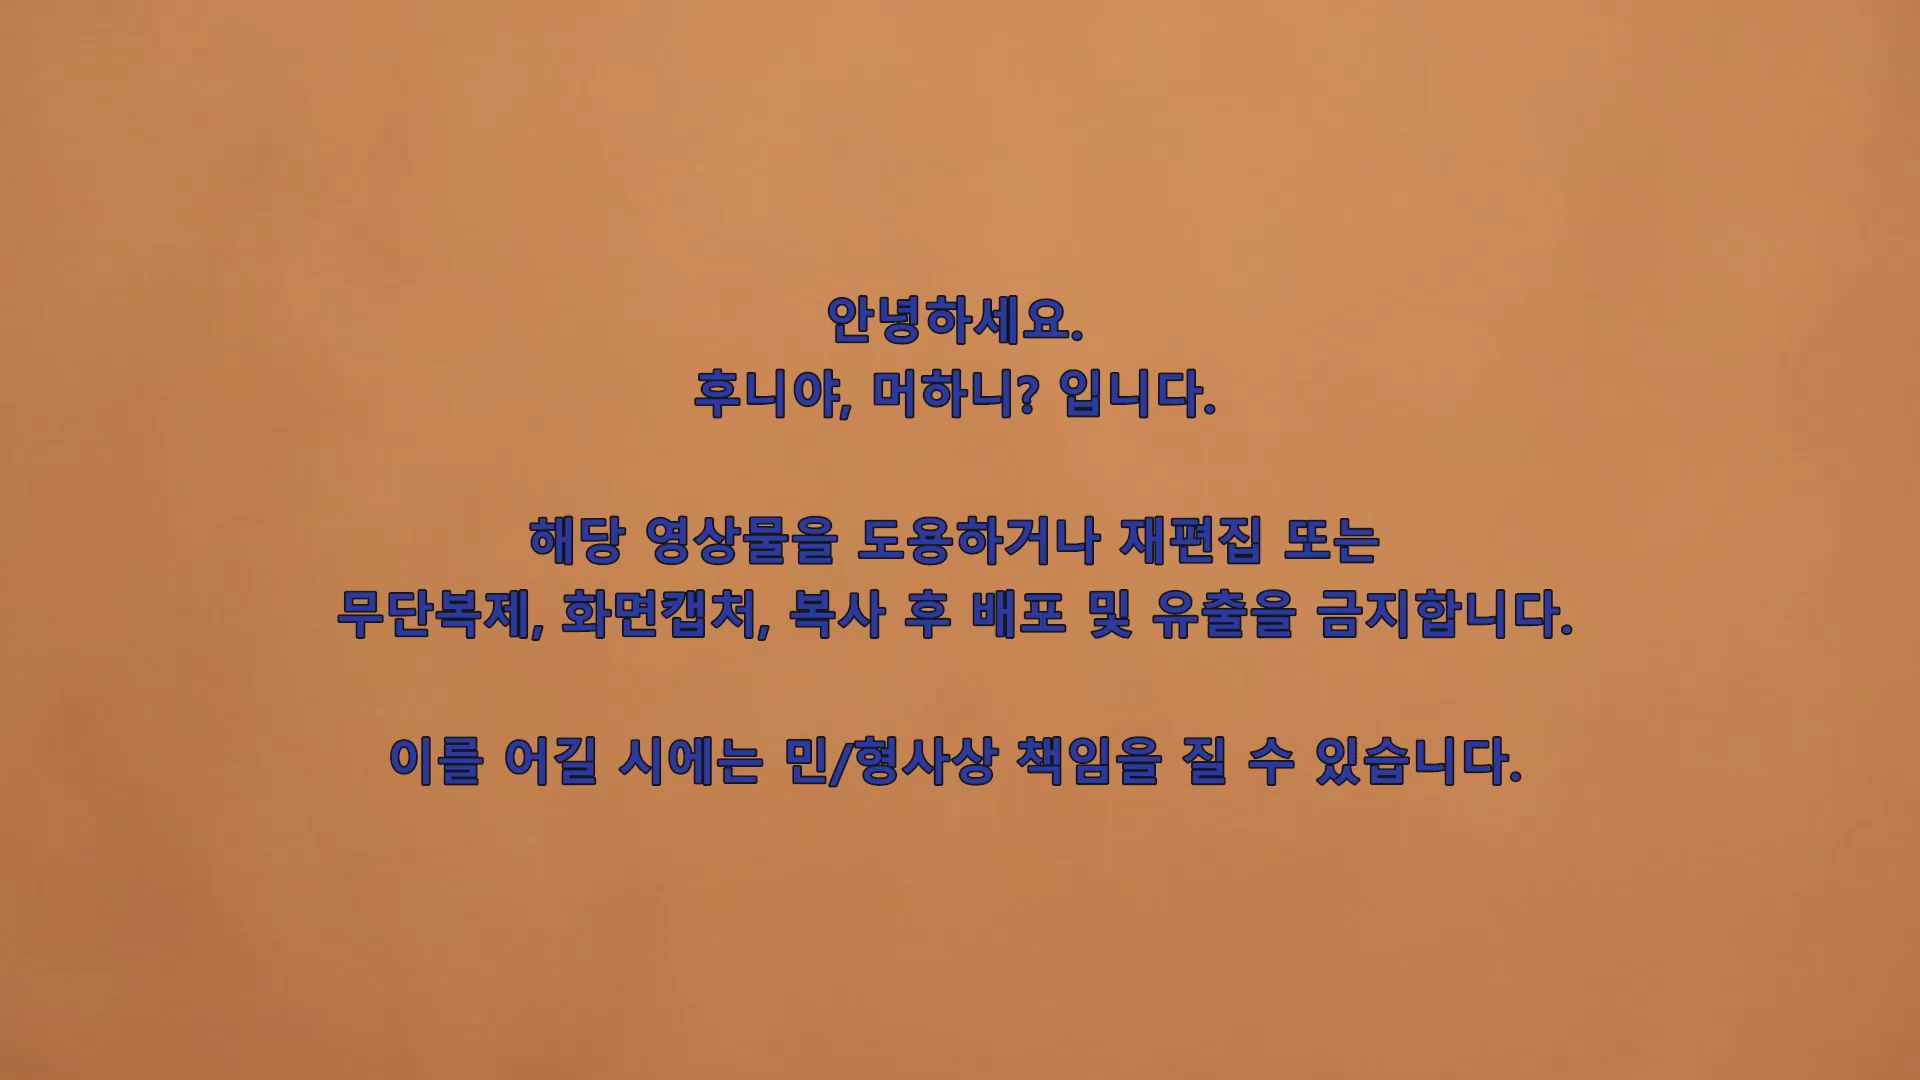 안녕하세요.
후니야, 머하니? 입니다.
해당 영상물을 도용하거나 재편집 또는
무단복제, 화면캡처, 복사 후 배포 및 유출을 금지합니다.
이를 어길 시에는 민/형사상 책임을 질 수 있습니다.